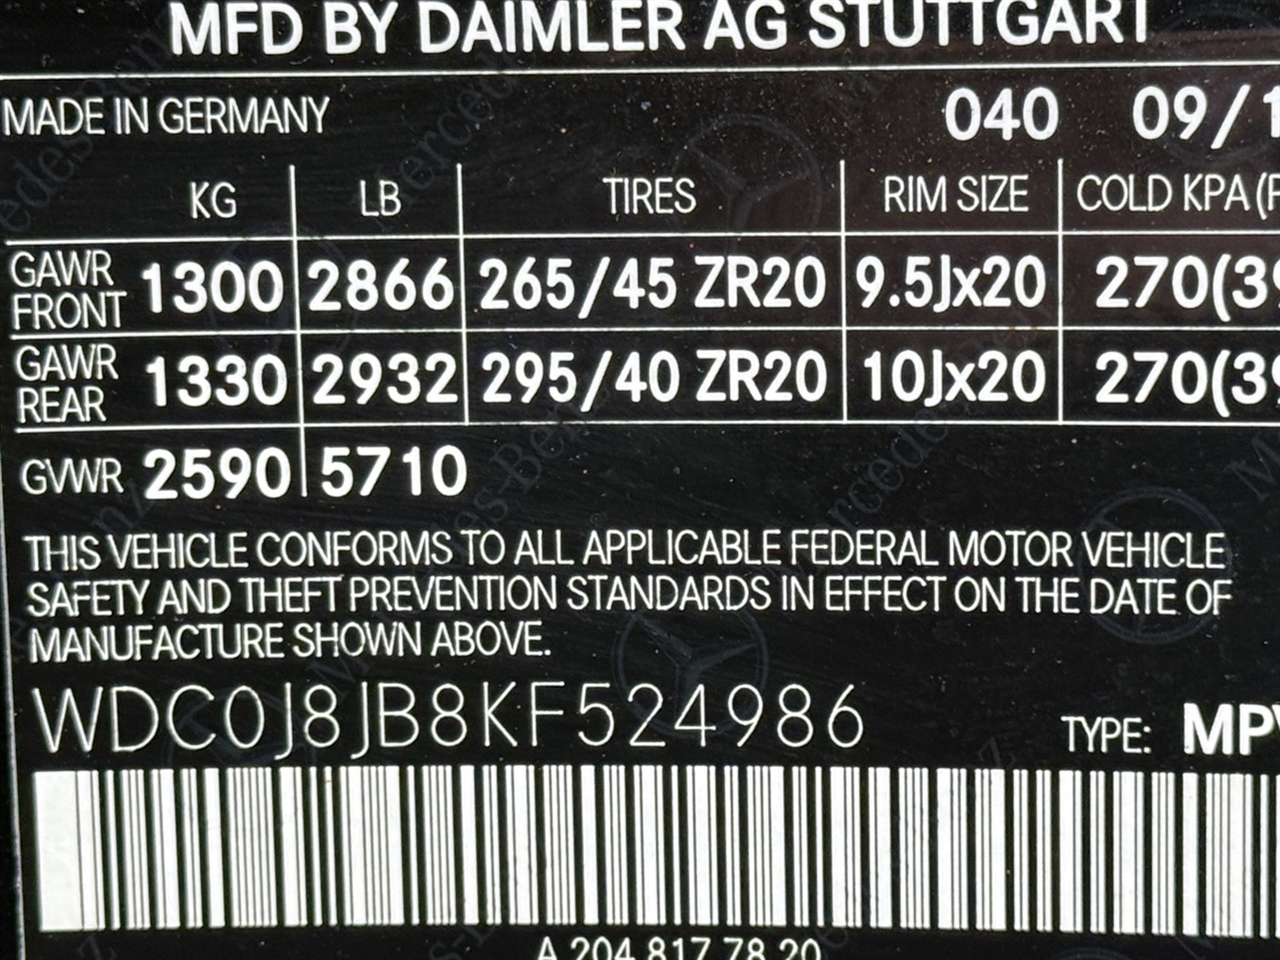 MFD BY DAIMLER AG STUTTGART
MADE IN GERMANY 040 09/1
KG LB TIRES RIM SIZE COLD KPA(P
GAWR FRONT 1300 2866 265/45 ZR20 9.5Jx20 270(39
GAWR REAR 1330 2932 295/40 ZR20 10Jx20 270(39
GVWR 2590 5710
THIS VEHICLE CONFORMS TO ALL APPLICABLE FEDERAL MOTOR VEHICLE
SAFETY AND THEFT PREVENTION STANDARDS IN EFFECT ON THE DATE OF
MANUFACTURE SHOWN ABOVE.
WDC0J8JB8KF524986 TYPE: MPV
A 204 817 78 20